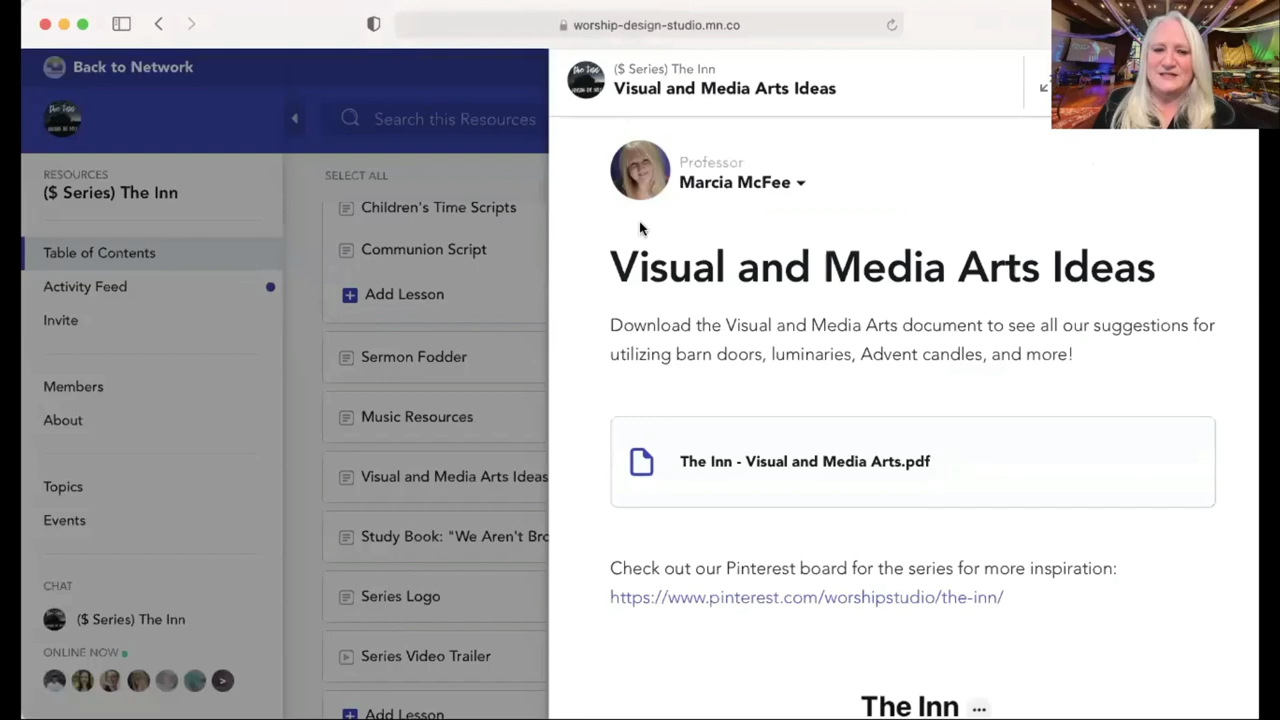 worship-design-studio.mn.co
Back to Network
Search this Resources
RESOURCES
($ Series) The Inn
Table of Contents
Activity Feed
Invite
Members
About
Topics
Events
CHAT
($ Series) The Inn
ONLINE NOW
SELECT ALL
Children's Time Scripts
Communion Script
Add Lesson
Sermon Fodder
Music Resources
Visual and Media Arts Ideas
Study Book: "We Aren't Bro
Series Logo
Series Video Trailer
Add Lesson
($ Series) The Inn
Visual and Media Arts Ideas
Professor
Marcia McFee
Visual and Media Arts Ideas
Download the Visual and Media Arts document to see all our suggestions for
utilizing barn doors, luminaries, Advent candles, and more!
The Inn - Visual and Media Arts.pdf
Check out our Pinterest board for the series for more inspiration:
https://www.pinterest.com/worshipstudio/the-inn/
The Inn ...